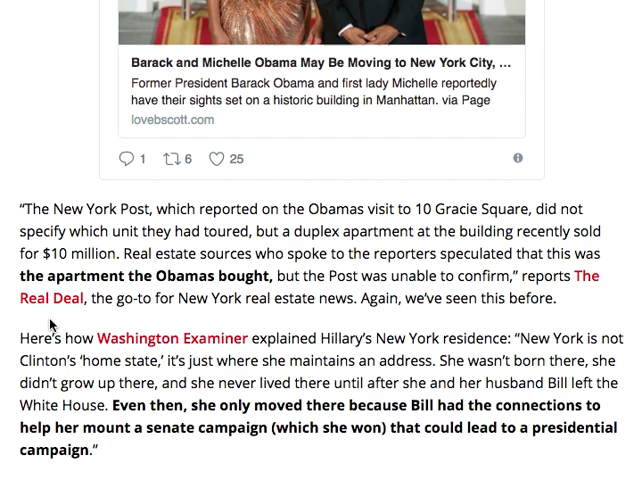 Barack and Michelle Obama May Be Moving to New York City, ...
Former President Barack Obama and first lady Michelle reportedly
have their sights set on a historic building in Manhattan. via Page
lovebscott.com
1 6 25
“The New York Post, which reported on the Obamas visit to 10 Gracie Square, did not
specify which unit they had toured, but a duplex apartment at the building recently sold
for $10 million. Real estate sources who spoke to the reporters speculated that this was
the apartment the Obamas bought, but the Post was unable to confirm,” reports The
Real Deal, the go-to for New York real estate news. Again, we’ve seen this before.
Here’s how Washington Examiner explained Hillary’s New York residence: “New York is not
Clinton’s ‘home state,’ it’s just where she maintains an address. She wasn’t born there, she
didn’t grow up there, and she never lived there until after she and her husband Bill left the
White House. Even then, she only moved there because Bill had the connections to
help her mount a senate campaign (which she won) that could lead to a presidential
campaign.”